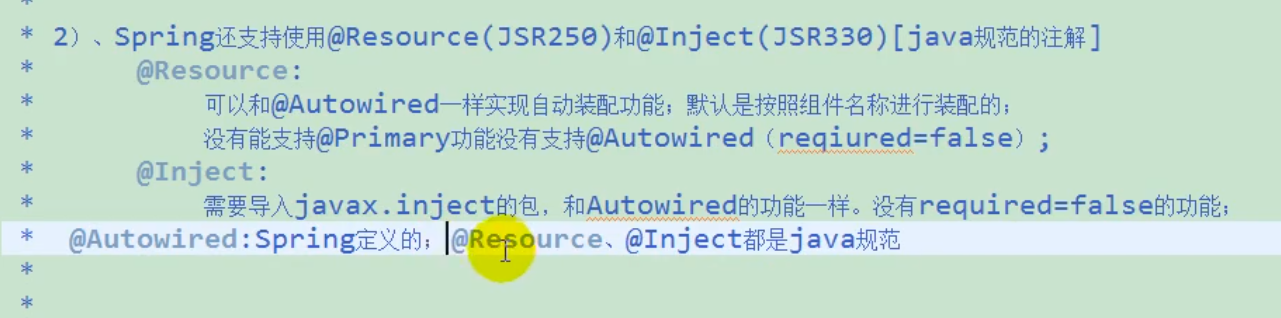 *
* 2）、Spring还支持使用@Resource(JSR250)和@Inject(JSR330)[java规范的注解]
* @Resource:
* 可以和@Autowired一样实现自动装配功能；默认是按照组件名称进行装配的；
* 没有能支持@Primary功能没有支持@Autowired（reqiured=false）;
* @Inject:
* 需要导入javax.inject的包，和Autowired的功能一样。没有required=false的功能；
* @Autowired:Spring定义的；@Resource、@Inject都是java规范
*
*